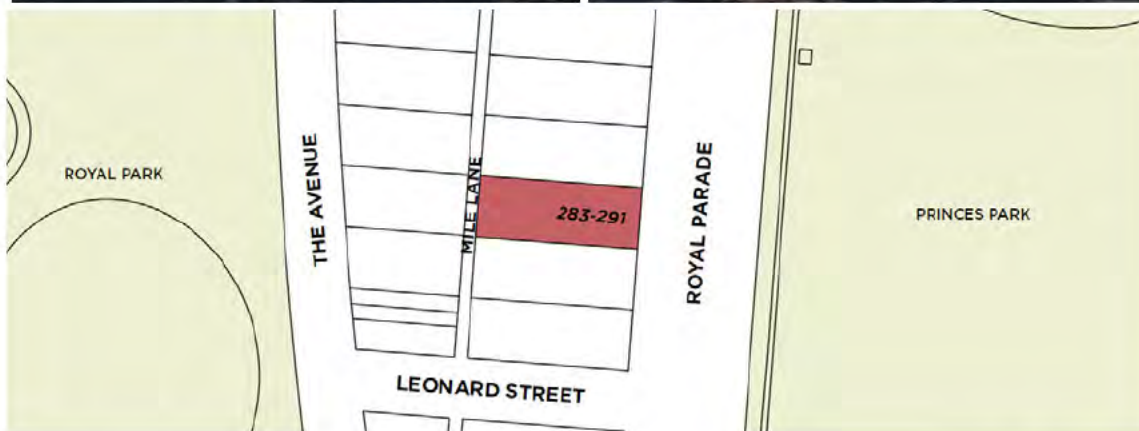 ROYAL PARK
THE AVENUE
MILE LANE
283-291
ROYAL PARADE
PRINCES PARK
LEONARD STREET